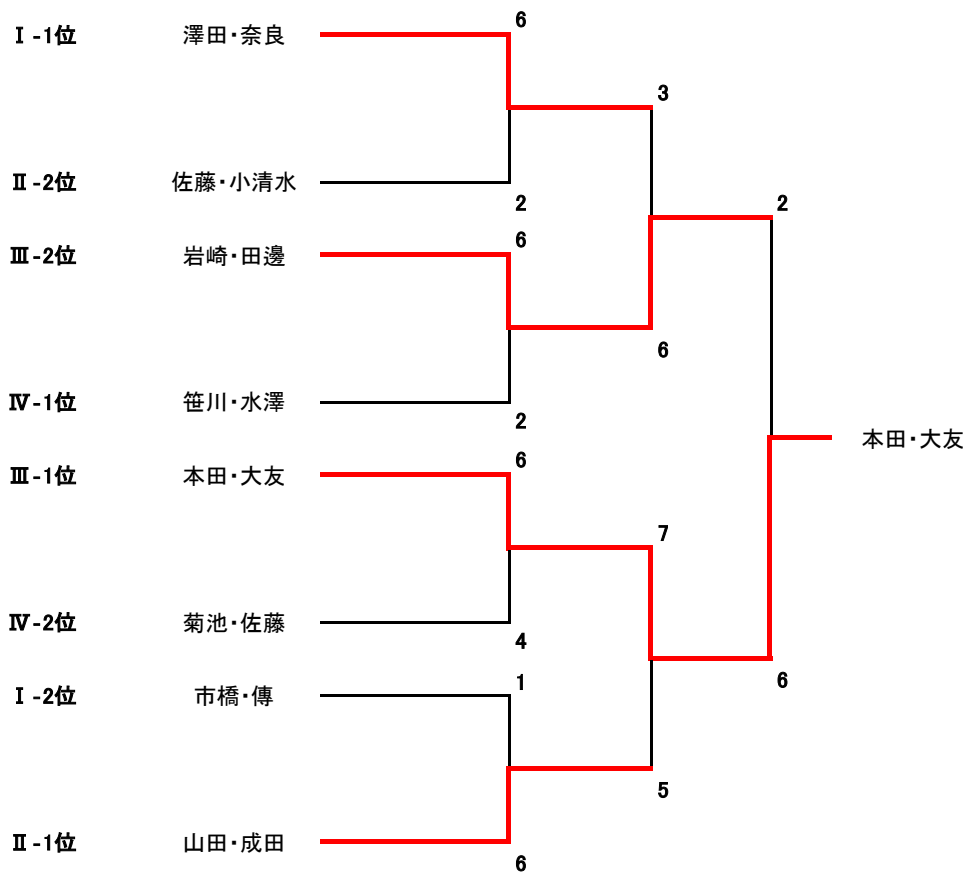 6
Ⅰ-1位 澤田・奈良
3
Ⅱ-2位 佐藤・小清水
2
2
6
Ⅲ-2位 岩崎・田邊
6
Ⅳ-1位 笹川・水澤
2
本田・大友
6
Ⅲ-1位 本田・大友
7
Ⅳ-2位 菊池・佐藤
4
1
6
Ⅰ-2位 市橋・傳
5
Ⅱ-1位 山田・成田
6